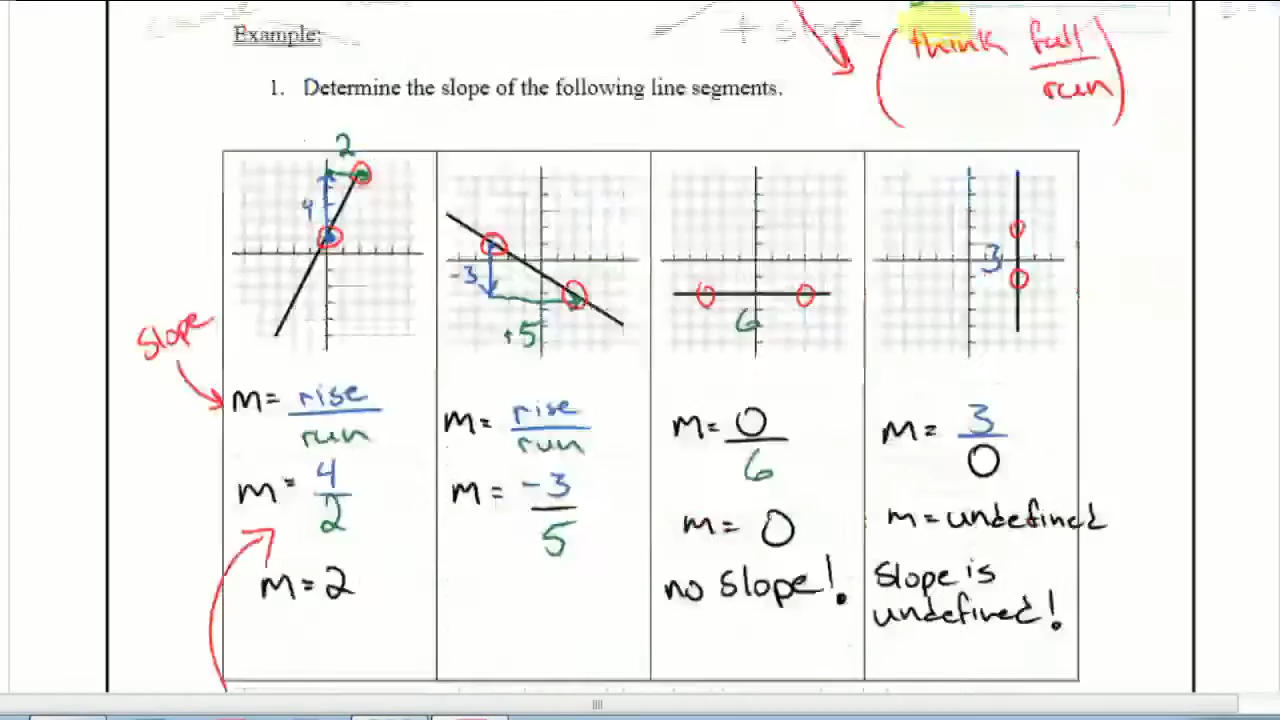 Example:
(think fall
run)
1. Determine the slope of the following line segments.
2
4
-3
+5
6
3
slope
m = rise
run
m = 4
2
m = 2
m = rise
run
m = -3
5
m = 0
6
m = 0
no slope!
m = 3
0
m = undefined
slope is
undefined!